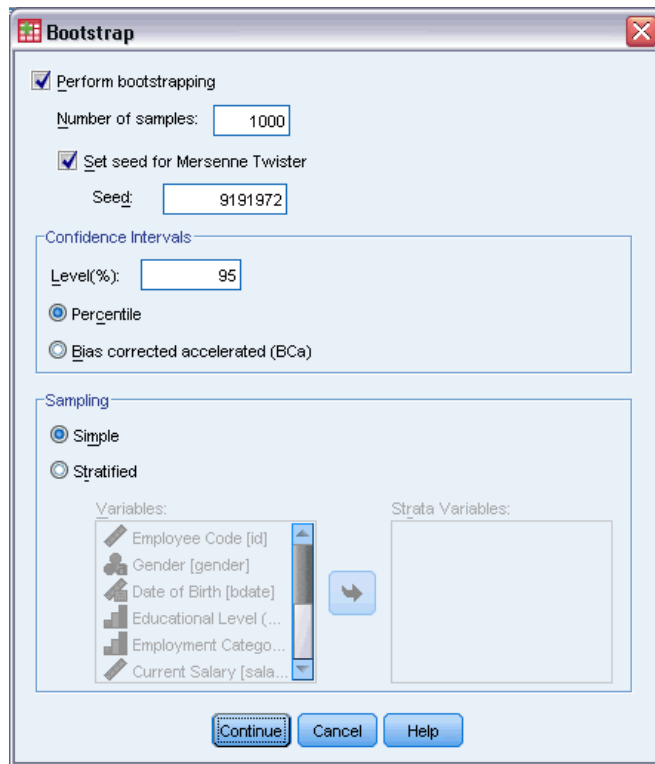 Bootstrap
Perform bootstrapping
Number of samples: 1000
Set seed for Mersenne Twister
Seed: 9191972
Confidence Intervals
Level(%): 95
Percentile
Bias corrected accelerated (BCa)
Sampling
Simple
Stratified
Variables: Strata Variables:
Employee Code [id]
Gender [gender]
Date of Birth [bdate]
Educational Level (...
Employment Catego...
Current Salary [sala...
Continue Cancel Help